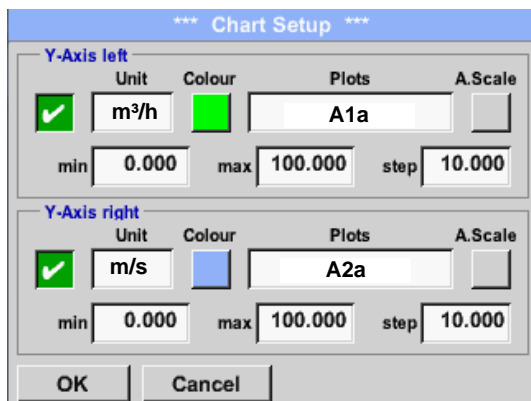 *** Chart Setup ***
Y-Axis left
Unit Colour Plots A.Scale
m³/h A1a
min 0.000 max 100.000 step 10.000
Y-Axis right
Unit Colour Plots A.Scale
m/s A2a
min 0.000 max 100.000 step 10.000
OK Cancel